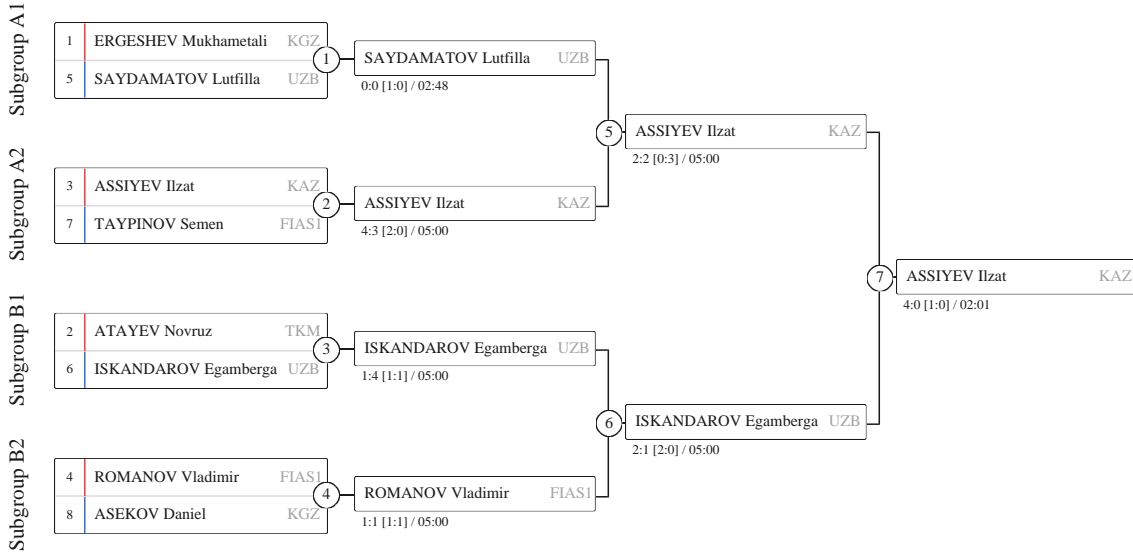 Subgroup A1
1 ERGESHEV Mukhametali KGZ
5 SAYDAMATOV Lutfilla UZB
1
SAYDAMATOV Lutfilla UZB
0:0 [1:0] / 02:48
Subgroup A2
3 ASSIYEV Ilzat KAZ
7 TAYPINOV Semen FIAS1
2
ASSIYEV Ilzat KAZ
4:3 [2:0] / 05:00
5
ASSIYEV Ilzat KAZ
2:2 [0:3] / 05:00
Subgroup B1
2 ATAYEV Novruz TKM
6 ISKANDAROV Egamberga UZB
3
ISKANDAROV Egamberga UZB
1:4 [1:1] / 05:00
Subgroup B2
4 ROMANOV Vladimir FIAS1
8 ASEKOV Daniel KGZ
4
ROMANOV Vladimir FIAS1
1:1 [1:1] / 05:00
6
ISKANDAROV Egamberga UZB
2:1 [2:0] / 05:00
7
ASSIYEV Ilzat KAZ
4:0 [1:0] / 02:01